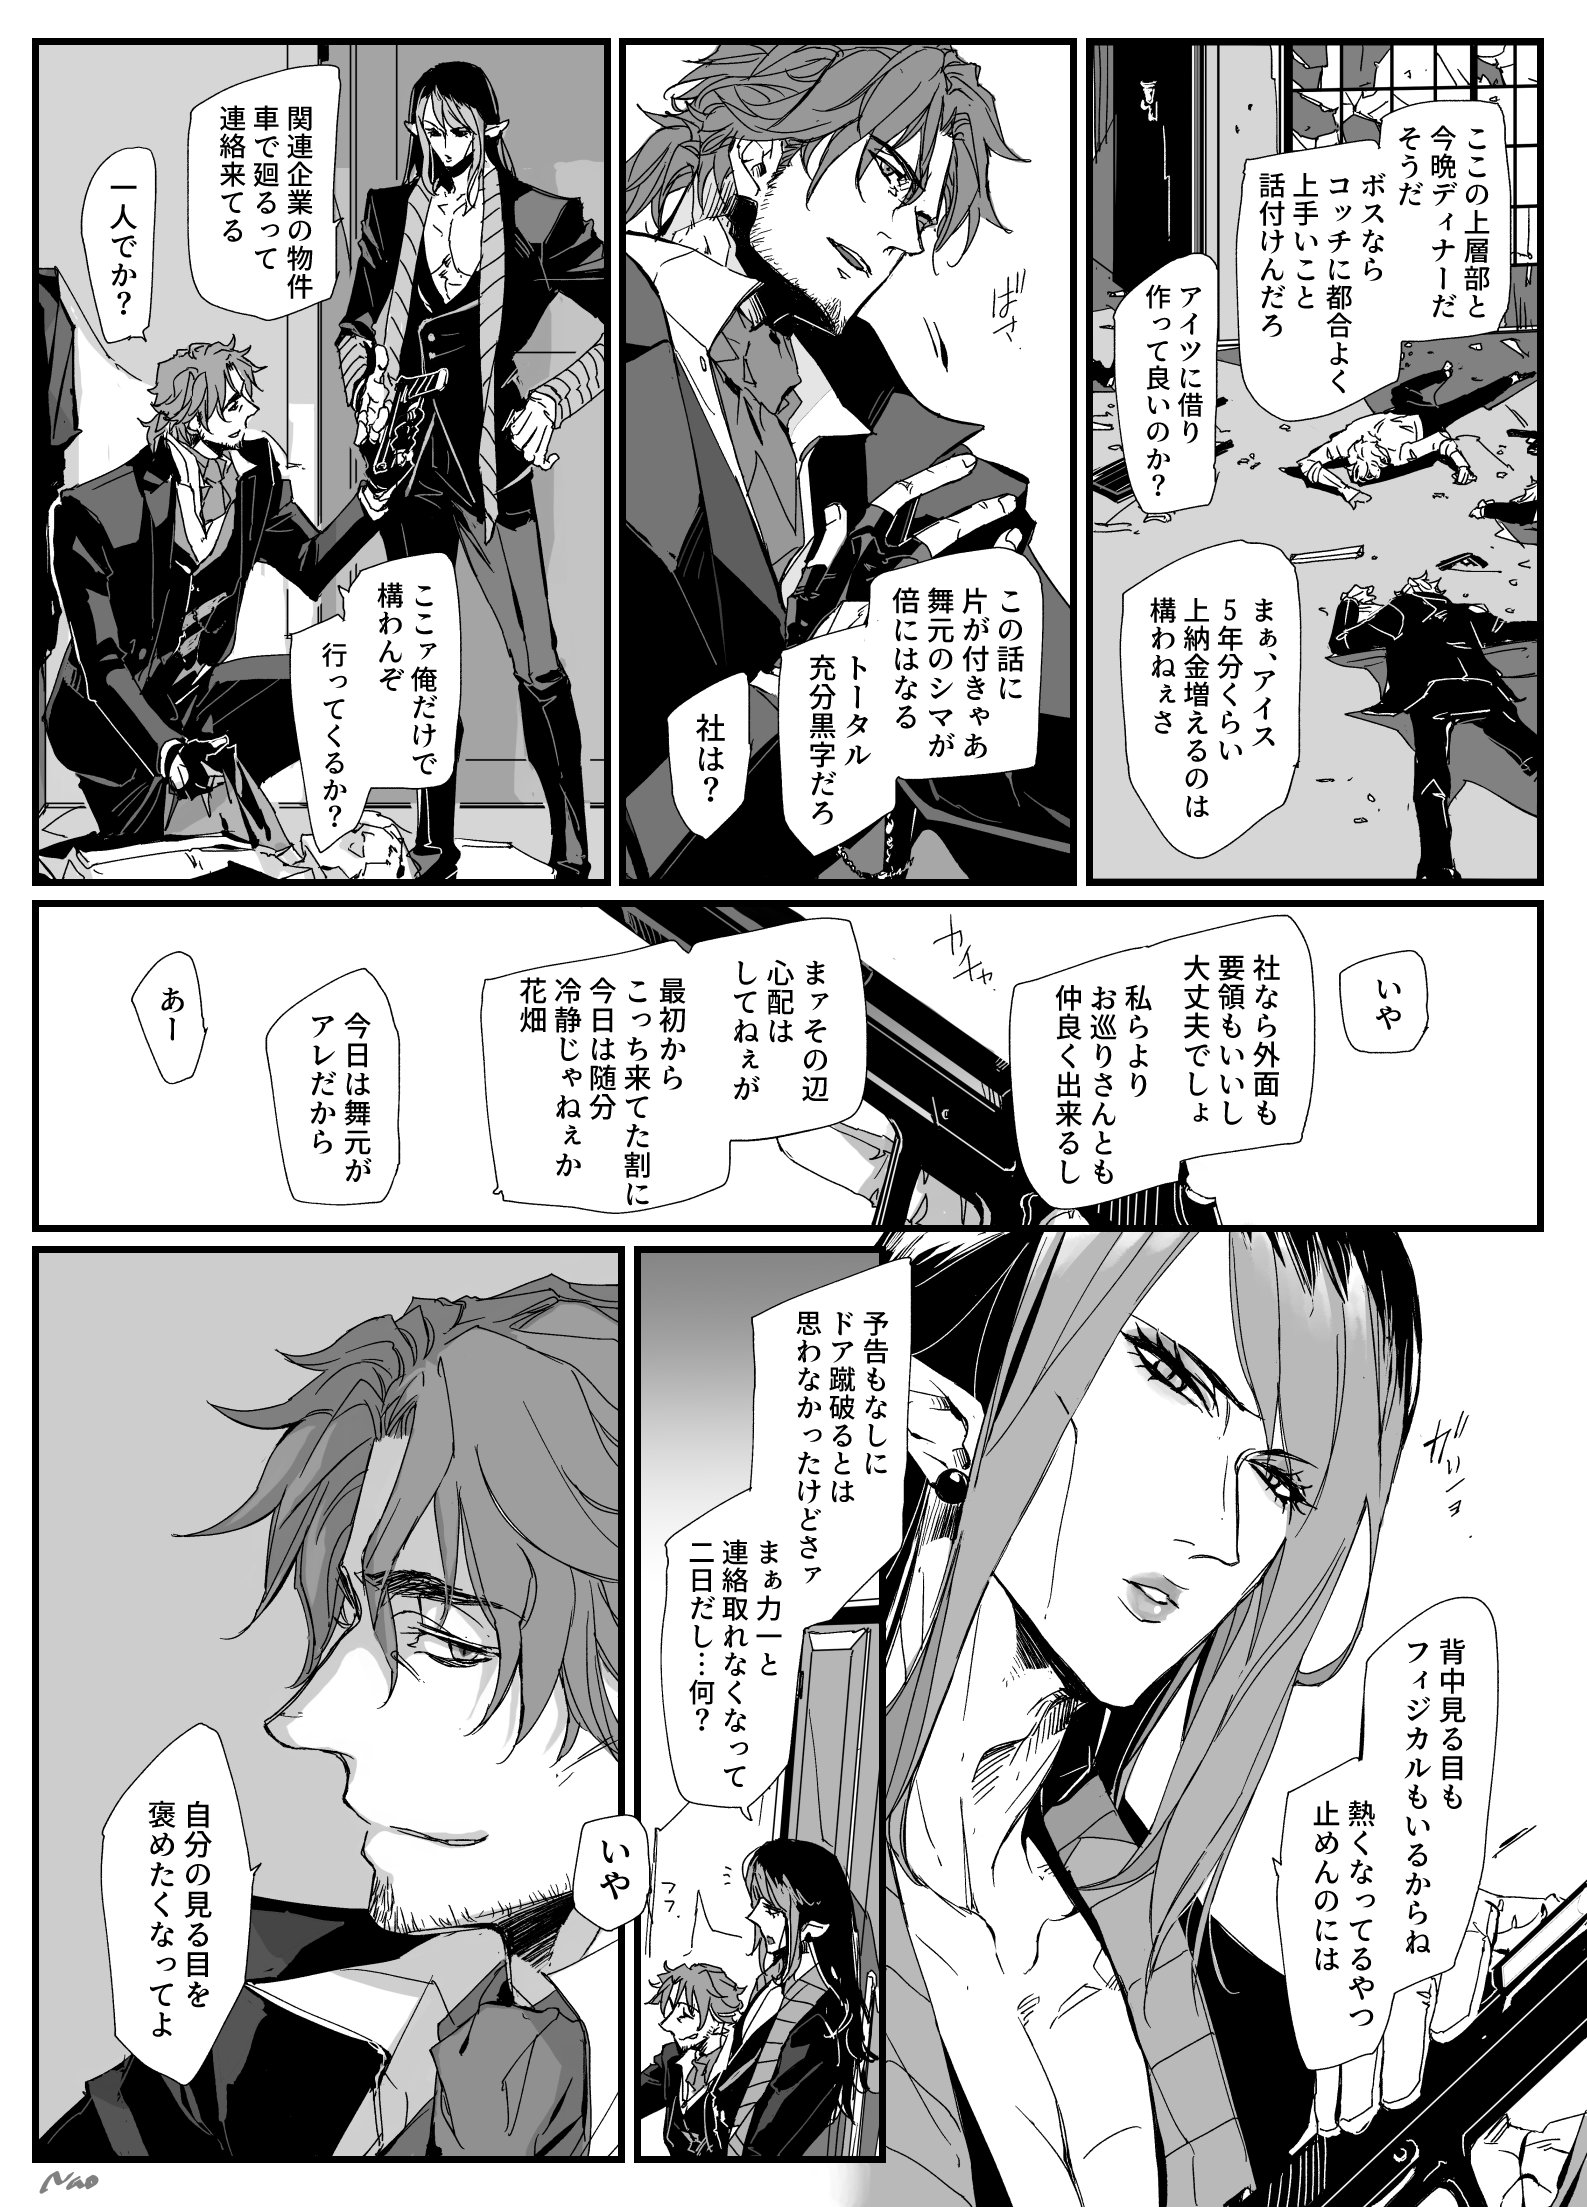 ここの上層部と
今晩ディナーだ
そうだ
ボスなら
コッチに都合よく
上手いこと
話付けんだろ
アイツに借り
作って良いのか？
まぁ、アイス
5年分くらい
上納金増えるのは
構わねぇさ
ばさ
この話に
片が付きゃあ
舞元のシマが
倍にはなる
トータル
充分黒字だろ
社は？
関連企業の物件
車で廻るって
連絡来てる
一人でか？
ここァ俺だけで
構わんぞ
行ってくるか？
いや
社なら外面も
要領もいいし
大丈夫でしょ
私らより
お巡りさんとも
仲良く出来るし
カチャ
まァその辺
心配は
してねぇが
最初から
こっち来てた割に
今日は随分
冷静じゃねぇか
花畑
今日は舞元が
アレだから
あー
ガ
背中見る目も
フィジカルもいるからね
熱くなってるやつ
止めんのには
予告もなしに
ドア蹴破るとは
思わなかったけどさァ
まぁ力一と
連絡取れなくなって
二日だし…何？
フフ.
いや
自分の見る目を
褒めたくなってよ
Nao